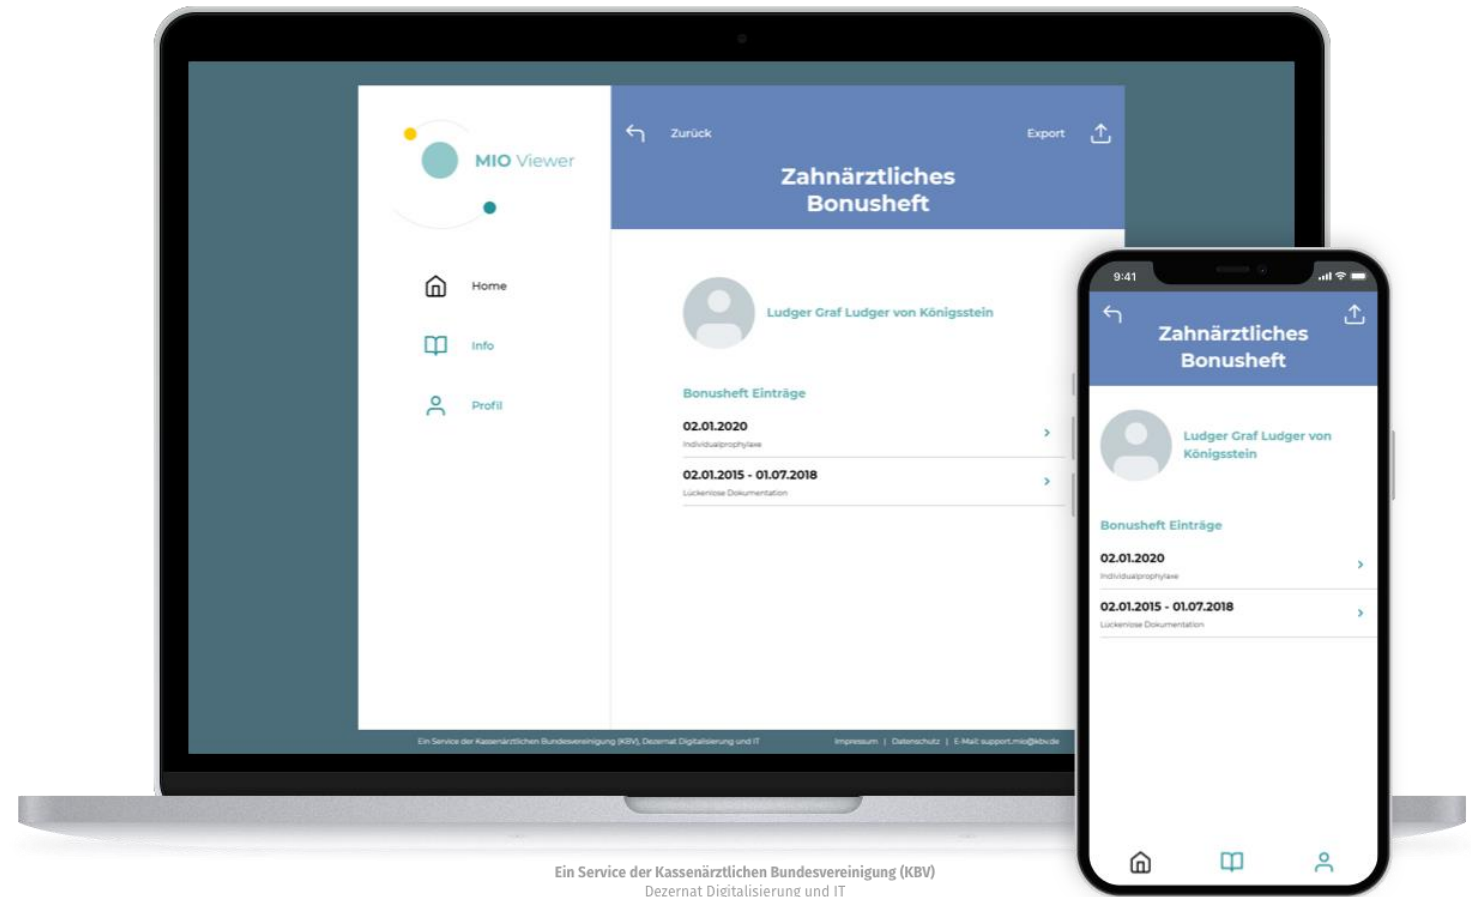 MIO Viewer
Home
Info
Profil
Zurück
Export
Zahnärztliches
Bonusheft
Ludger Graf Ludger von Königsstein
Bonusheft Einträge
02.01.2020
Individualprophylaxe
02.01.2015 - 01.07.2018
Lückenlose Dokumentation
Ein Service der Kassenärztlichen Bundesvereinigung (KBV), Dezernat Digitalisierung und IT
Impressum | Datenschutz | E-Mail: support.mio@kbv.de
9:41
Zahnärztliches
Bonusheft
Ludger Graf Ludger von
Königsstein
Bonusheft Einträge
02.01.2020
Individualprophylaxe
02.01.2015 - 01.07.2018
Lückenlose Dokumentation
Ein Service der Kassenärztlichen Bundesvereinigung (KBV)
Dezernat Digitalisierung und IT